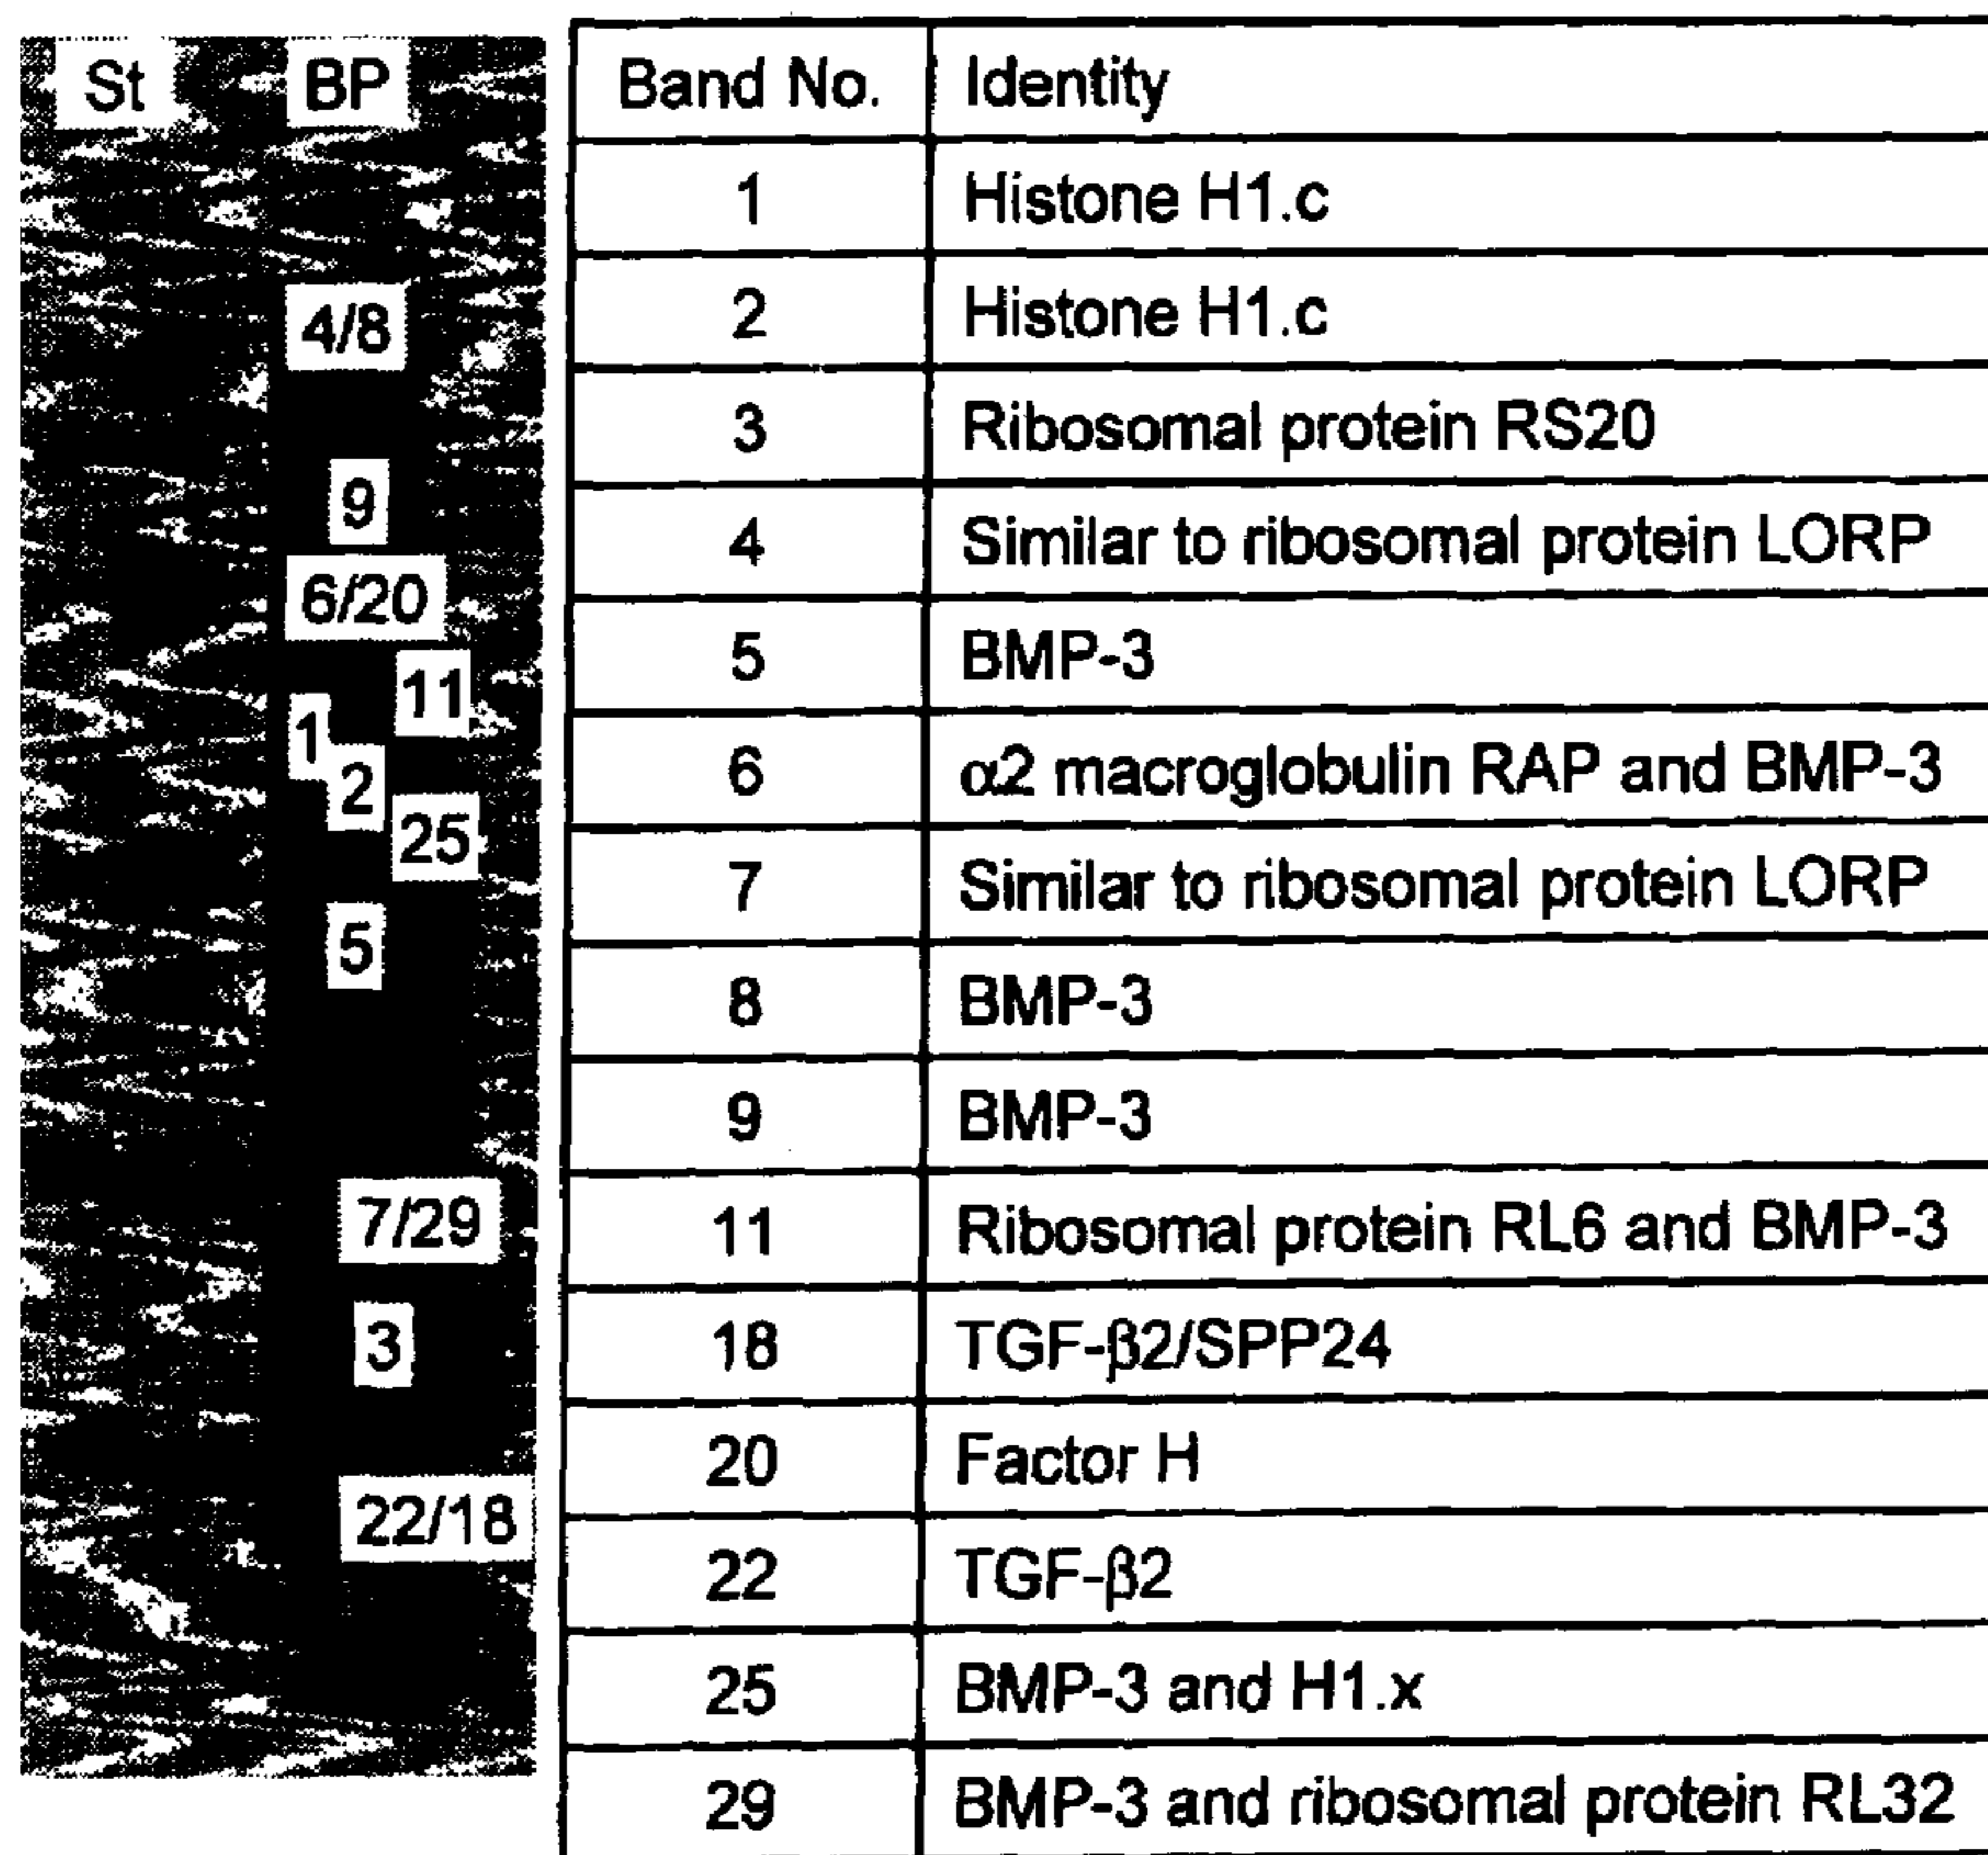 St BP
4/8
9
6/20
11
1
2
25
5
7/29
3
22/18
Band No. Identity
1 Histone H1.c
2 Histone H1.c
3 Ribosomal protein RS20
4 Similar to ribosomal protein LORP
5 BMP-3
6 α2 macroglobulin RAP and BMP-3
7 Similar to ribosomal protein LORP
8 BMP-3
9 BMP-3
11 Ribosomal protein RL6 and BMP-3
18 TGF-β2/SPP24
20 Factor H
22 TGF-β2
25 BMP-3 and H1.x
29 BMP-3 and ribosomal protein RL32